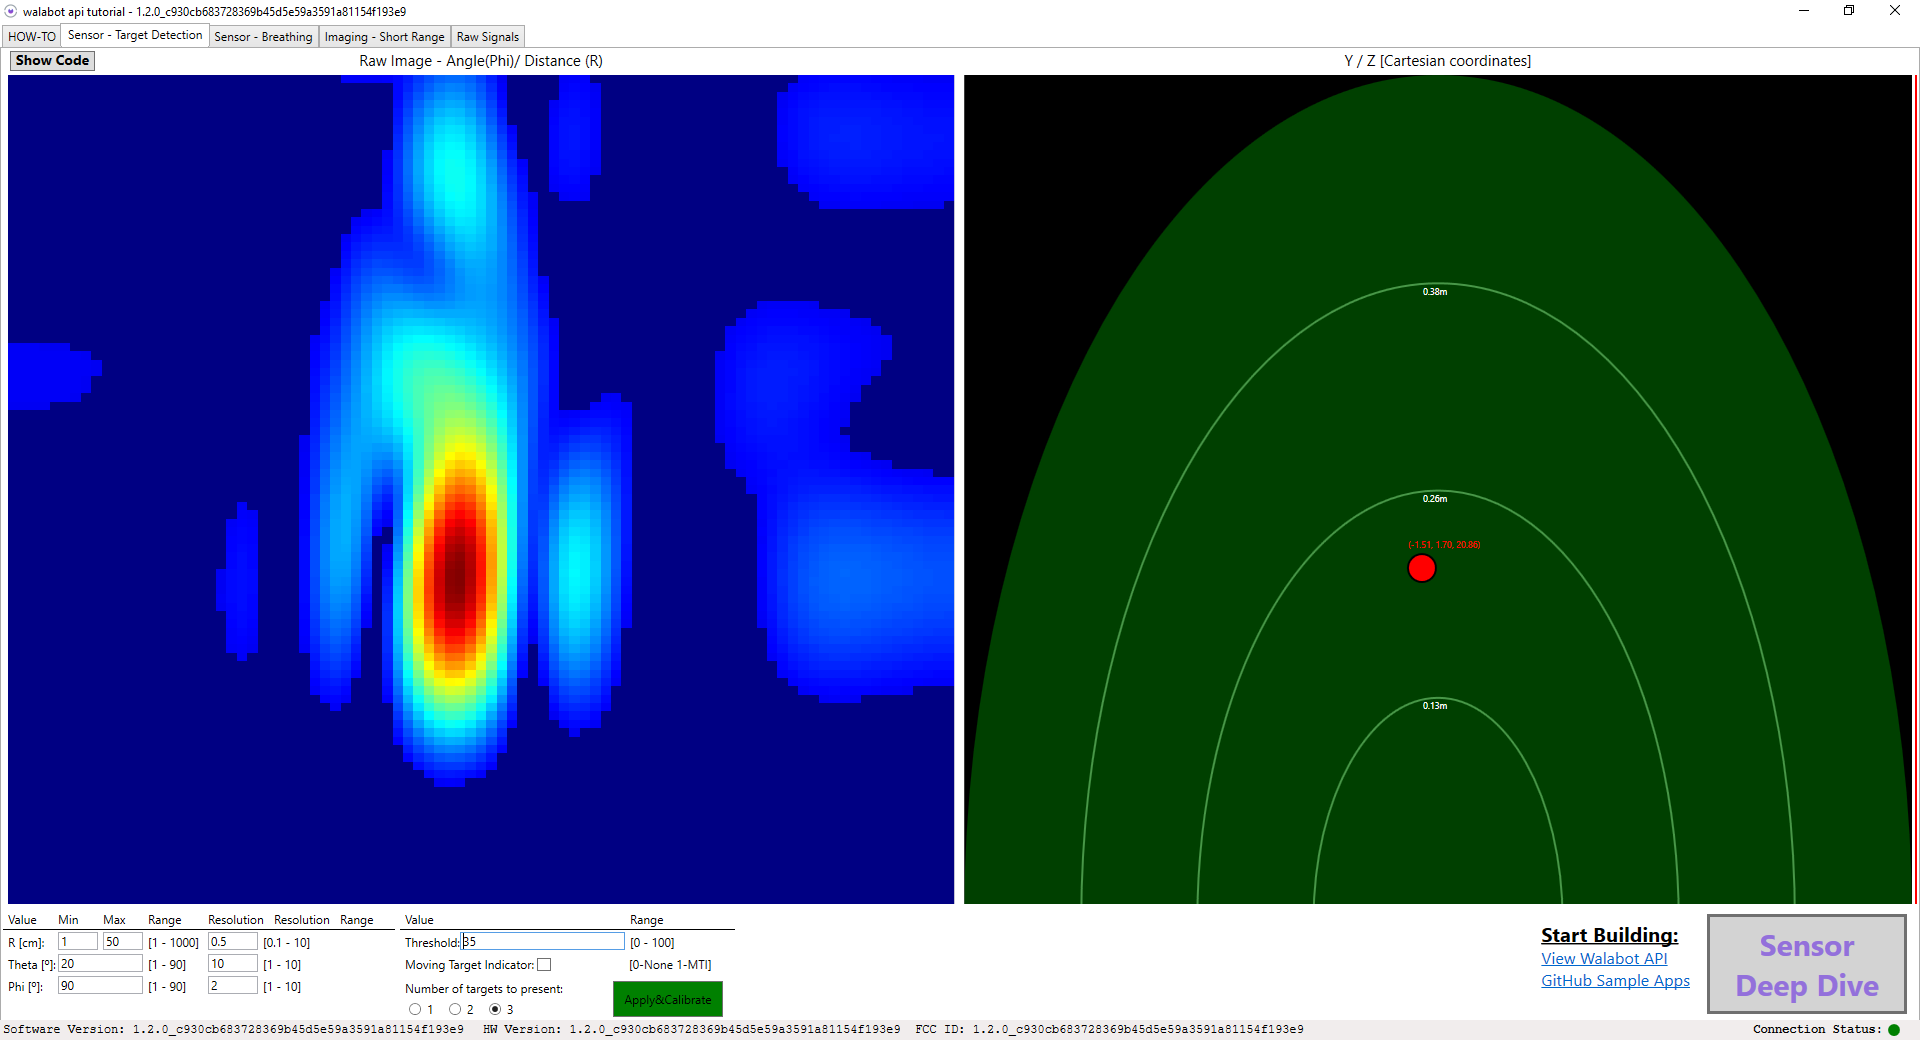 walabot api tutorial - 1.2.0_c930cb683728369b45d5e59a3591a81154f193e9
HOW-TO Sensor - Target Detection Sensor - Breathing Imaging - Short Range Raw Signals
Show Code Raw Image - Angle(Phi)/ Distance (R) Y / Z [Cartesian coordinates]
0.38m
0.26m
(-1.51, 1.70, 20.86)
0.13m
Value Min Max Range Resolution Resolution Range Value Range
R [cm]: 1 50 [1 - 1000] 0.5 [0.1 - 10] Threshold: 35 [0 - 100]
Theta [º]: 20 [1 - 90] 10 [1 - 10] Moving Target Indicator: [0-None 1-MTI]
Phi [º]: 90 [1 - 90] 2 [1 - 10] Number of targets to present:
1 2 3 Apply&Calibrate
Start Building:
View Walabot API
GitHub Sample Apps
Sensor
Deep Dive
Software Version: 1.2.0_c930cb683728369b45d5e59a3591a81154f193e9 HW Version: 1.2.0_c930cb683728369b45d5e59a3591a81154f193e9 FCC ID: 1.2.0_c930cb683728369b45d5e59a3591a81154f193e9 Connection Status: